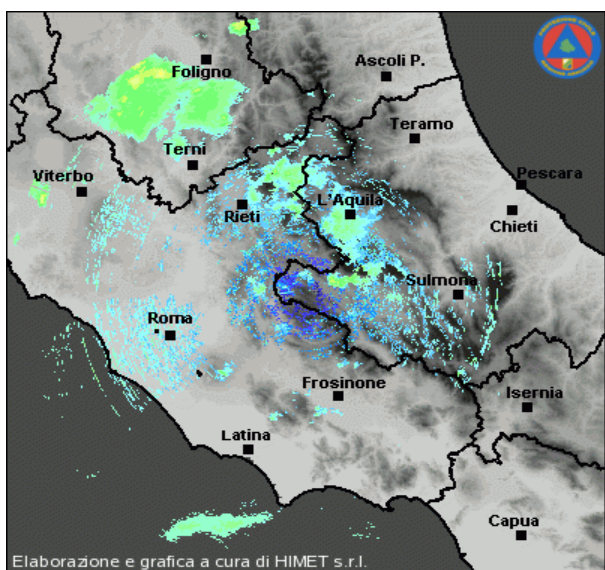 Ascoli P.
Foligno
Teramo
Terni
Viterbo
Pescara
Rieti
L'Aquila
Chieti
Sulmona
Roma
Frosinone
Isernia
Latina
Capua
Elaborazione e grafica a cura di HIMET s.r.l.